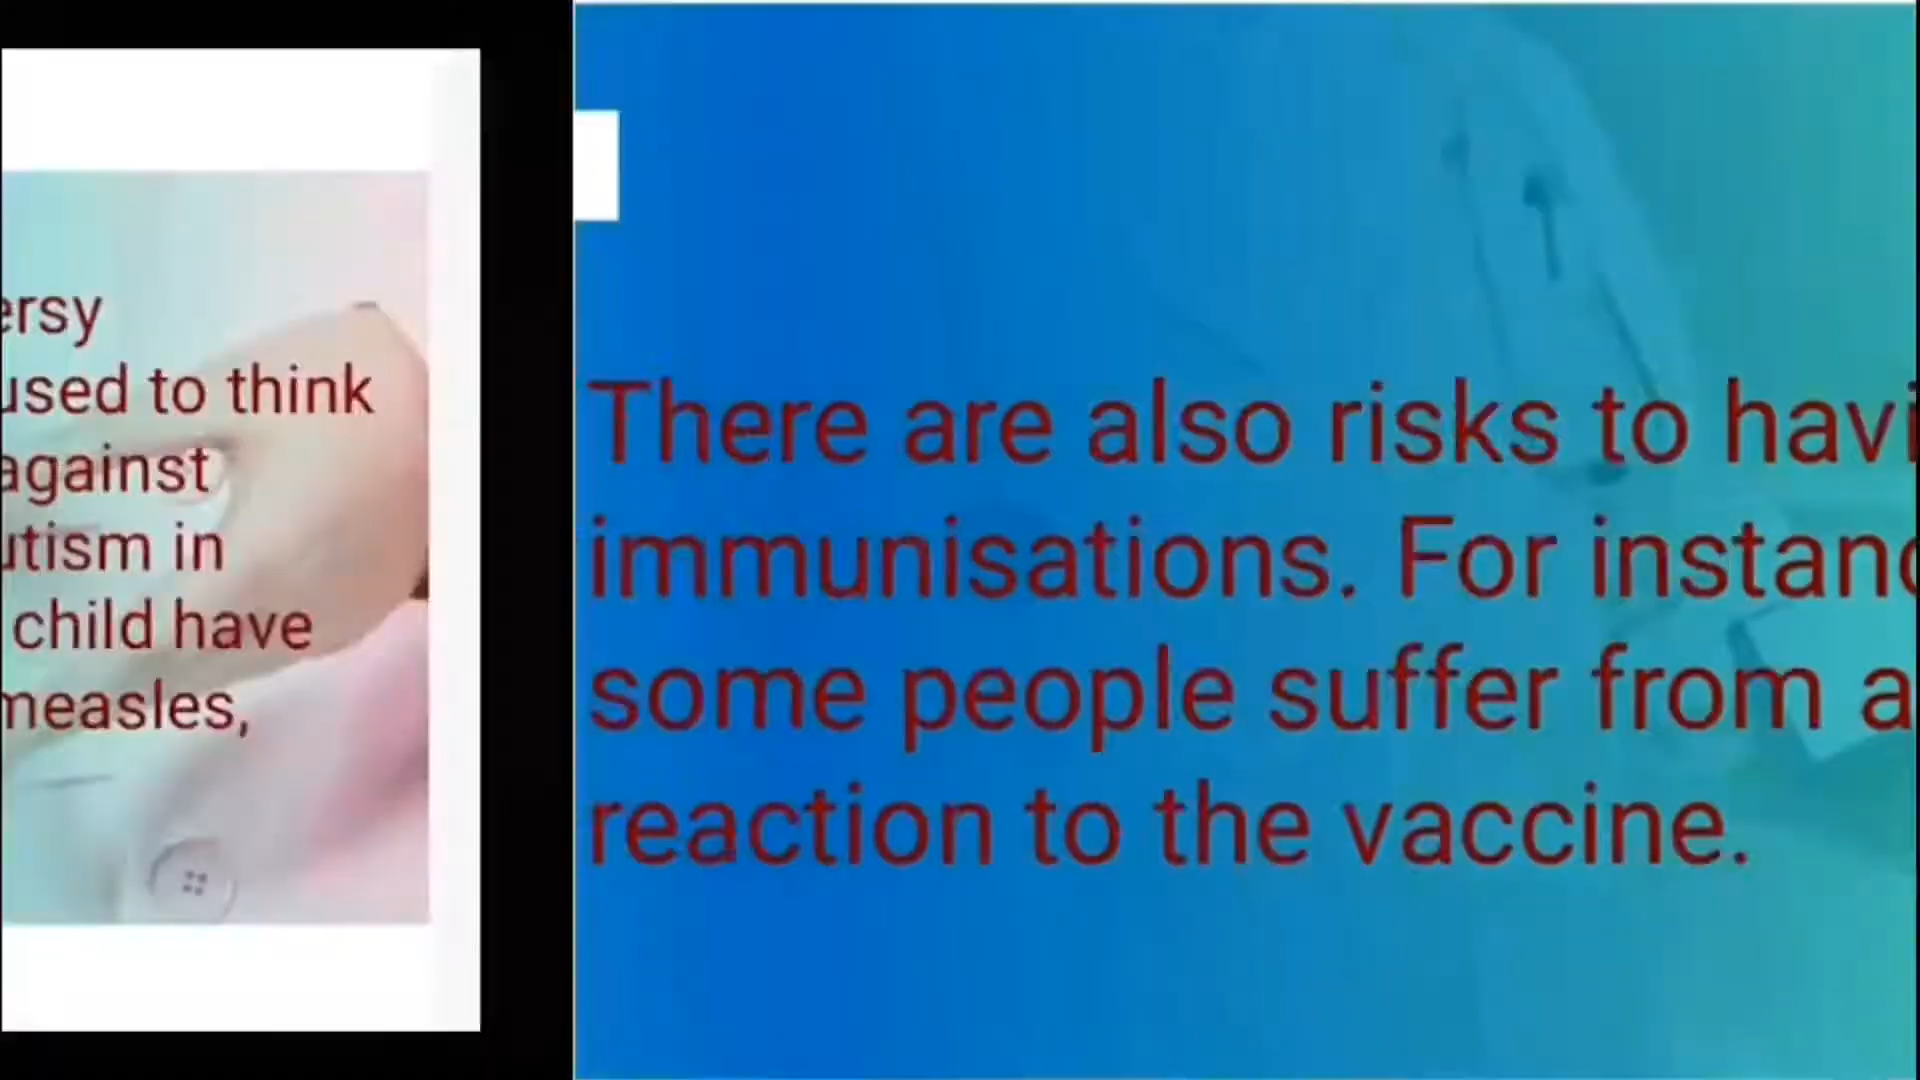 ersy
used to think
against
utism in
child have
measles,
There are also risks to havi
immunisations. For instanc
some people suffer from a
reaction to the vaccine.